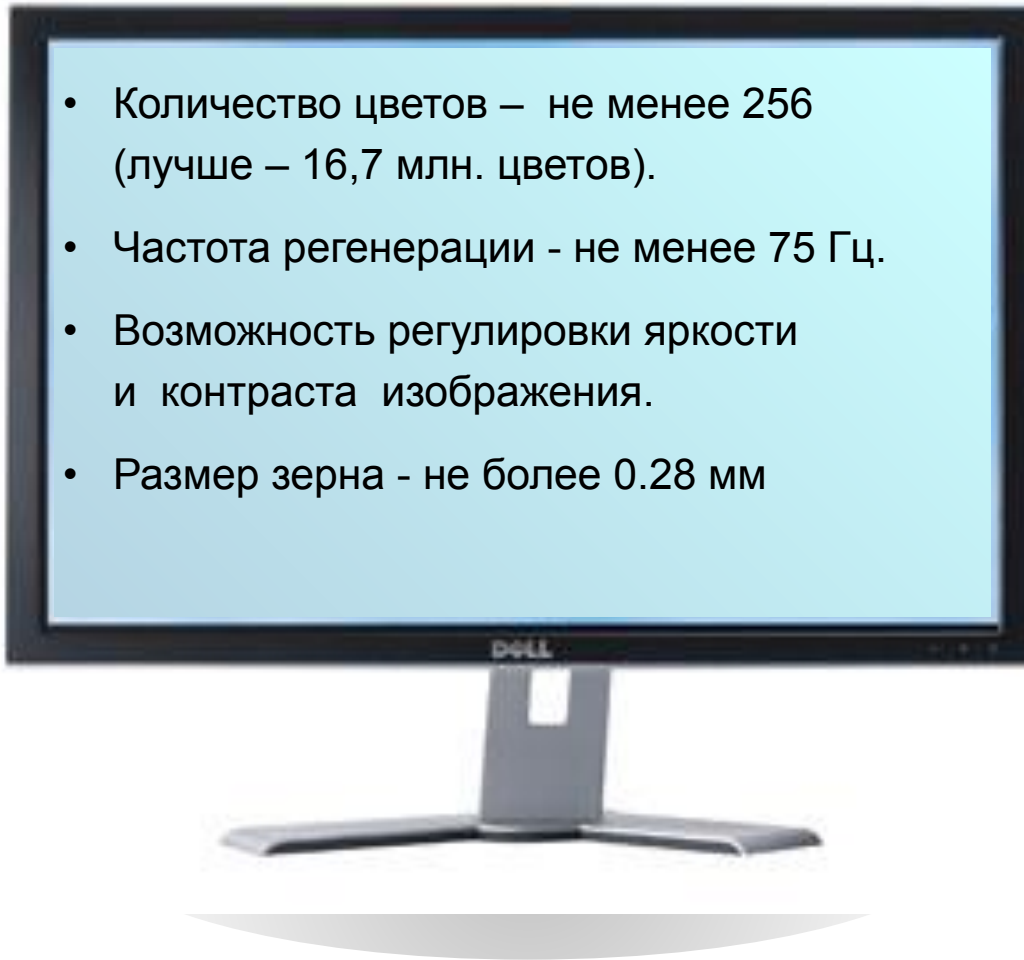 • Количество цветов – не менее 256
(лучше – 16,7 млн. цветов).
• Частота регенерации - не менее 75 Гц.
• Возможность регулировки яркости
и контраста изображения.
• Размер зерна - не более 0.28 мм
DELL